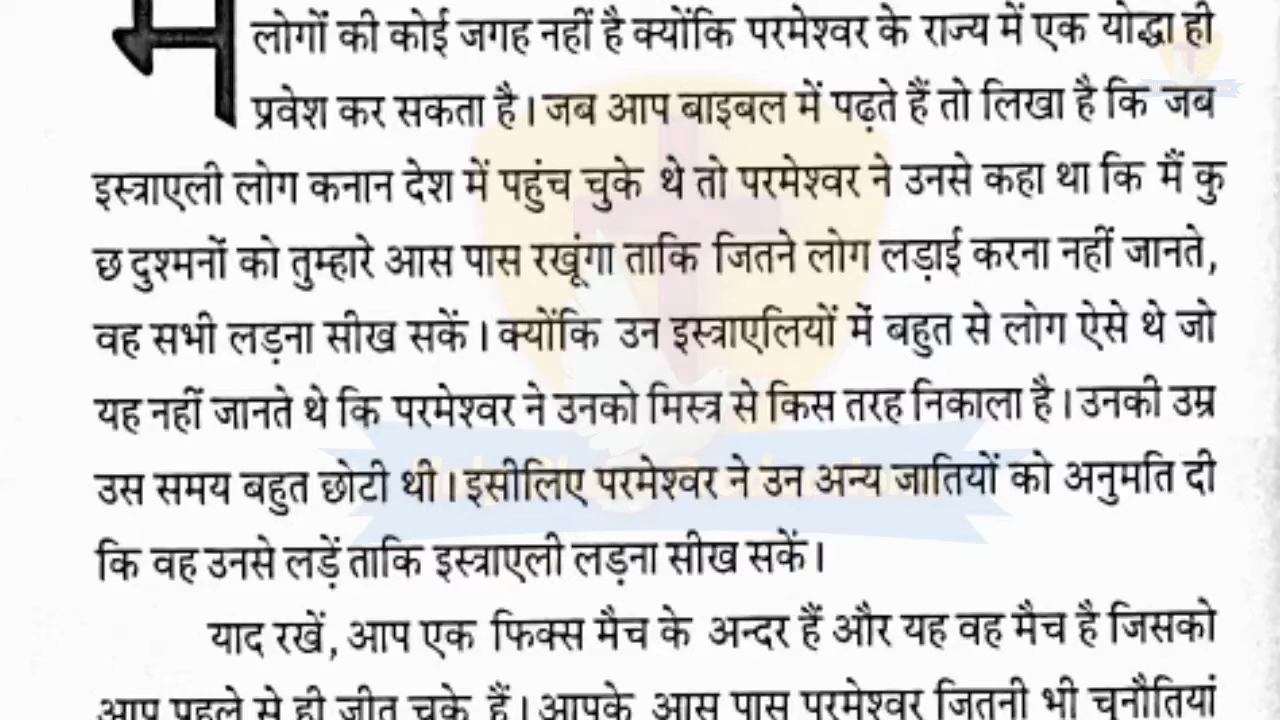 लोगों की कोई जगह नहीं है क्योंकि परमेश्वर के राज्य में एक योद्धा ही
प्रवेश कर सकता है। जब आप बाइबल में पढ़ते हैं तो लिखा है कि जब
इस्त्राएली लोग कनान देश में पहुंच चुके थे तो परमेश्वर ने उनसे कहा था कि मैं कु
छ दुश्मनों को तुम्हारे आस पास रखूंगा ताकि जितने लोग लड़ाई करना नहीं जानते,
वह सभी लड़ना सीख सकें। क्योंकि उन इस्त्राएलियों में बहुत से लोग ऐसे थे जो
यह नहीं जानते थे कि परमेश्वर ने उनको मिस्त्र से किस तरह निकाला है। उनकी उम्र
उस समय बहुत छोटी थी। इसीलिए परमेश्वर ने उन अन्य जातियों को अनुमति दी
कि वह उनसे लड़ें ताकि इस्त्राएली लड़ना सीख सकें।
याद रखें, आप एक फिक्स मैच के अन्दर हैं और यह वह मैच है जिसको
आप पहले से ही जीत चुके हैं। आपके आस पास परमेश्वर जितनी भी चुनौतियां